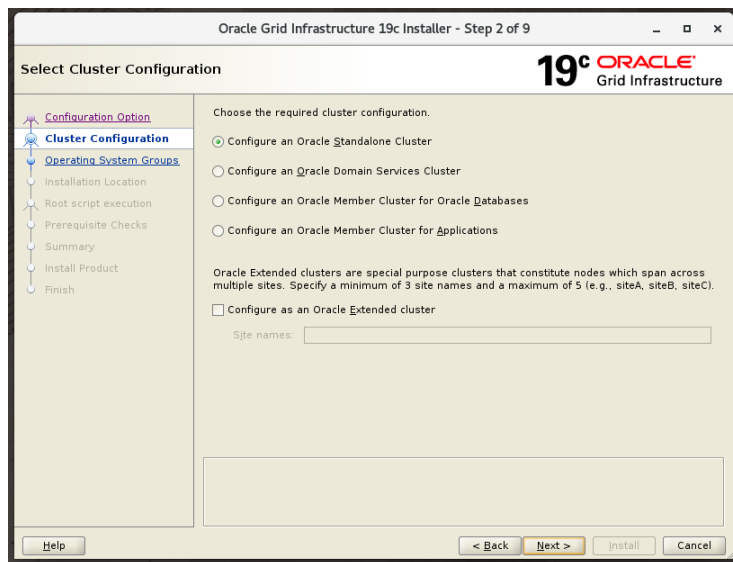 Oracle Grid Infrastructure 19c Installer - Step 2 of 9
Select Cluster Configuration
19c ORACLE
Grid Infrastructure
Configuration Option
Cluster Configuration
Operating System Groups
Installation Location
Root script execution
Prerequisite Checks
Summary
Install Product
Finish
Choose the required cluster configuration.
Configure an Oracle Standalone Cluster
Configure an Oracle Domain Services Cluster
Configure an Oracle Member Cluster for Oracle Databases
Configure an Oracle Member Cluster for Applications
Oracle Extended clusters are special purpose clusters that constitute nodes which span across
multiple sites. Specify a minimum of 3 site names and a maximum of 5 (e.g., siteA, siteB, siteC).
Configure as an Oracle Extended cluster
Site names:
Help
< Back
Next >
Install
Cancel